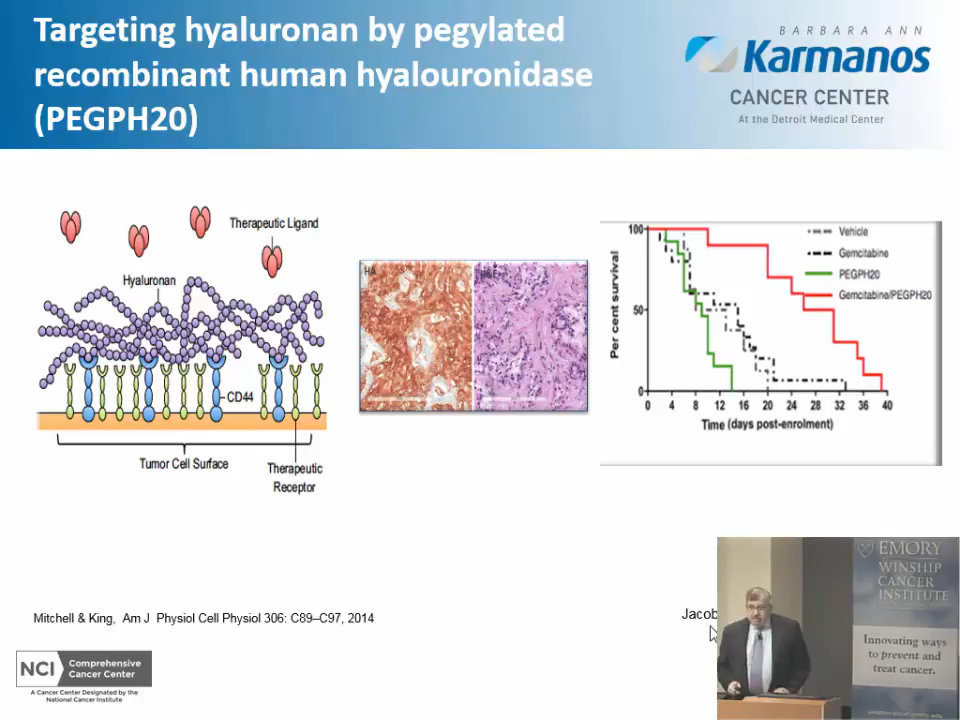 Targeting hyaluronan by pegylated
recombinant human hyalouronidase
(PEGPH20)
BARBARA ANN
Karmanos
CANCER CENTER
At the Detroit Medical Center
Therapeutic Ligand
Hyaluronan
CD44
Tumor Cell Surface
Therapeutic
Receptor
HA
H&E
Per cent survival
100
50
0
0 4 8 12 16 20 24 28 32 36 40
Time (days post-enrolment)
Vehicle
Gemcitabine
PEGPH20
Gemcitabine/PEGPH20
Mitchell & King, Am J Physiol Cell Physiol 306: C89–C97, 2014
Jacob
NCI
Comprehensive
Cancer Center
A Cancer Center Designated by the
National Cancer Institute
EMORY
WINSHIP
CANCER
INSTITUTE
Innovating ways
to prevent and
treat cancer.